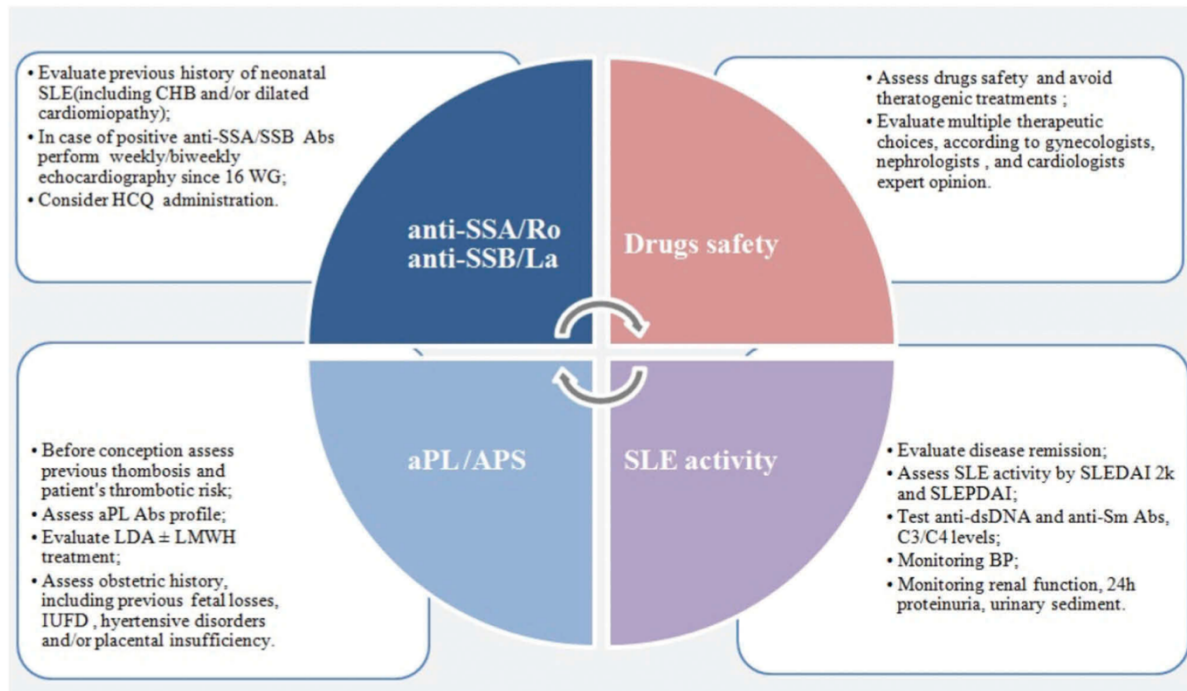 • Evaluate previous history of neonatal
SLE(including CHB and/or dilated
cardiomiopathy);
• In case of positive anti-SSA/SSB Abs
perform weekly/biweekly
echocardiography since 16 WG;
• Consider HCQ administration.
anti-SSA/Ro
anti-SSB/La
Drugs safety
• Assess drugs safety and avoid
theratogenic treatments ;
• Evaluate multiple therapeutic
choices, according to gynecologists,
nephrologists , and cardiologists
expert opinion.
• Before conception assess
previous thombosis and
patient's thrombotic risk;
• Assess aPL Abs profile;
• Evaluate LDA ± LMWH
treatment;
• Assess obstetric history,
including previous fetal losses,
IUFD , hyertensive disorders
and/or placental insufficiency.
aPL/APS
SLE activity
• Evaluate disease remission;
• Assess SLE activity by SLEDAI 2k
and SLEPDAI;
• Test anti-dsDNA and anti-Sm Abs,
C3/C4 levels;
• Monitoring BP;
• Monitoring renal function, 24h
proteinuria, urinary sediment.